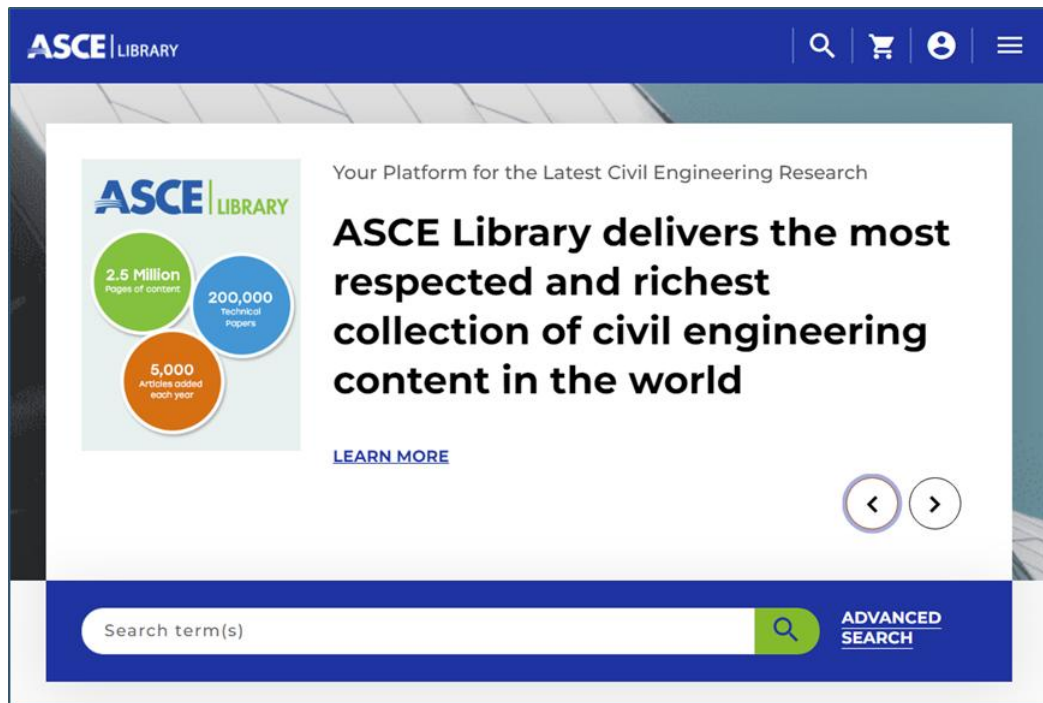 ASCE LIBRARY
ASCE LIBRARY
2.5 Million
Pages of content
200,000
Technical
Papers
5,000
Articles added
each year
Your Platform for the Latest Civil Engineering Research
ASCE Library delivers the most
respected and richest
collection of civil engineering
content in the world
LEARN MORE
Search term(s)
ADVANCED
SEARCH